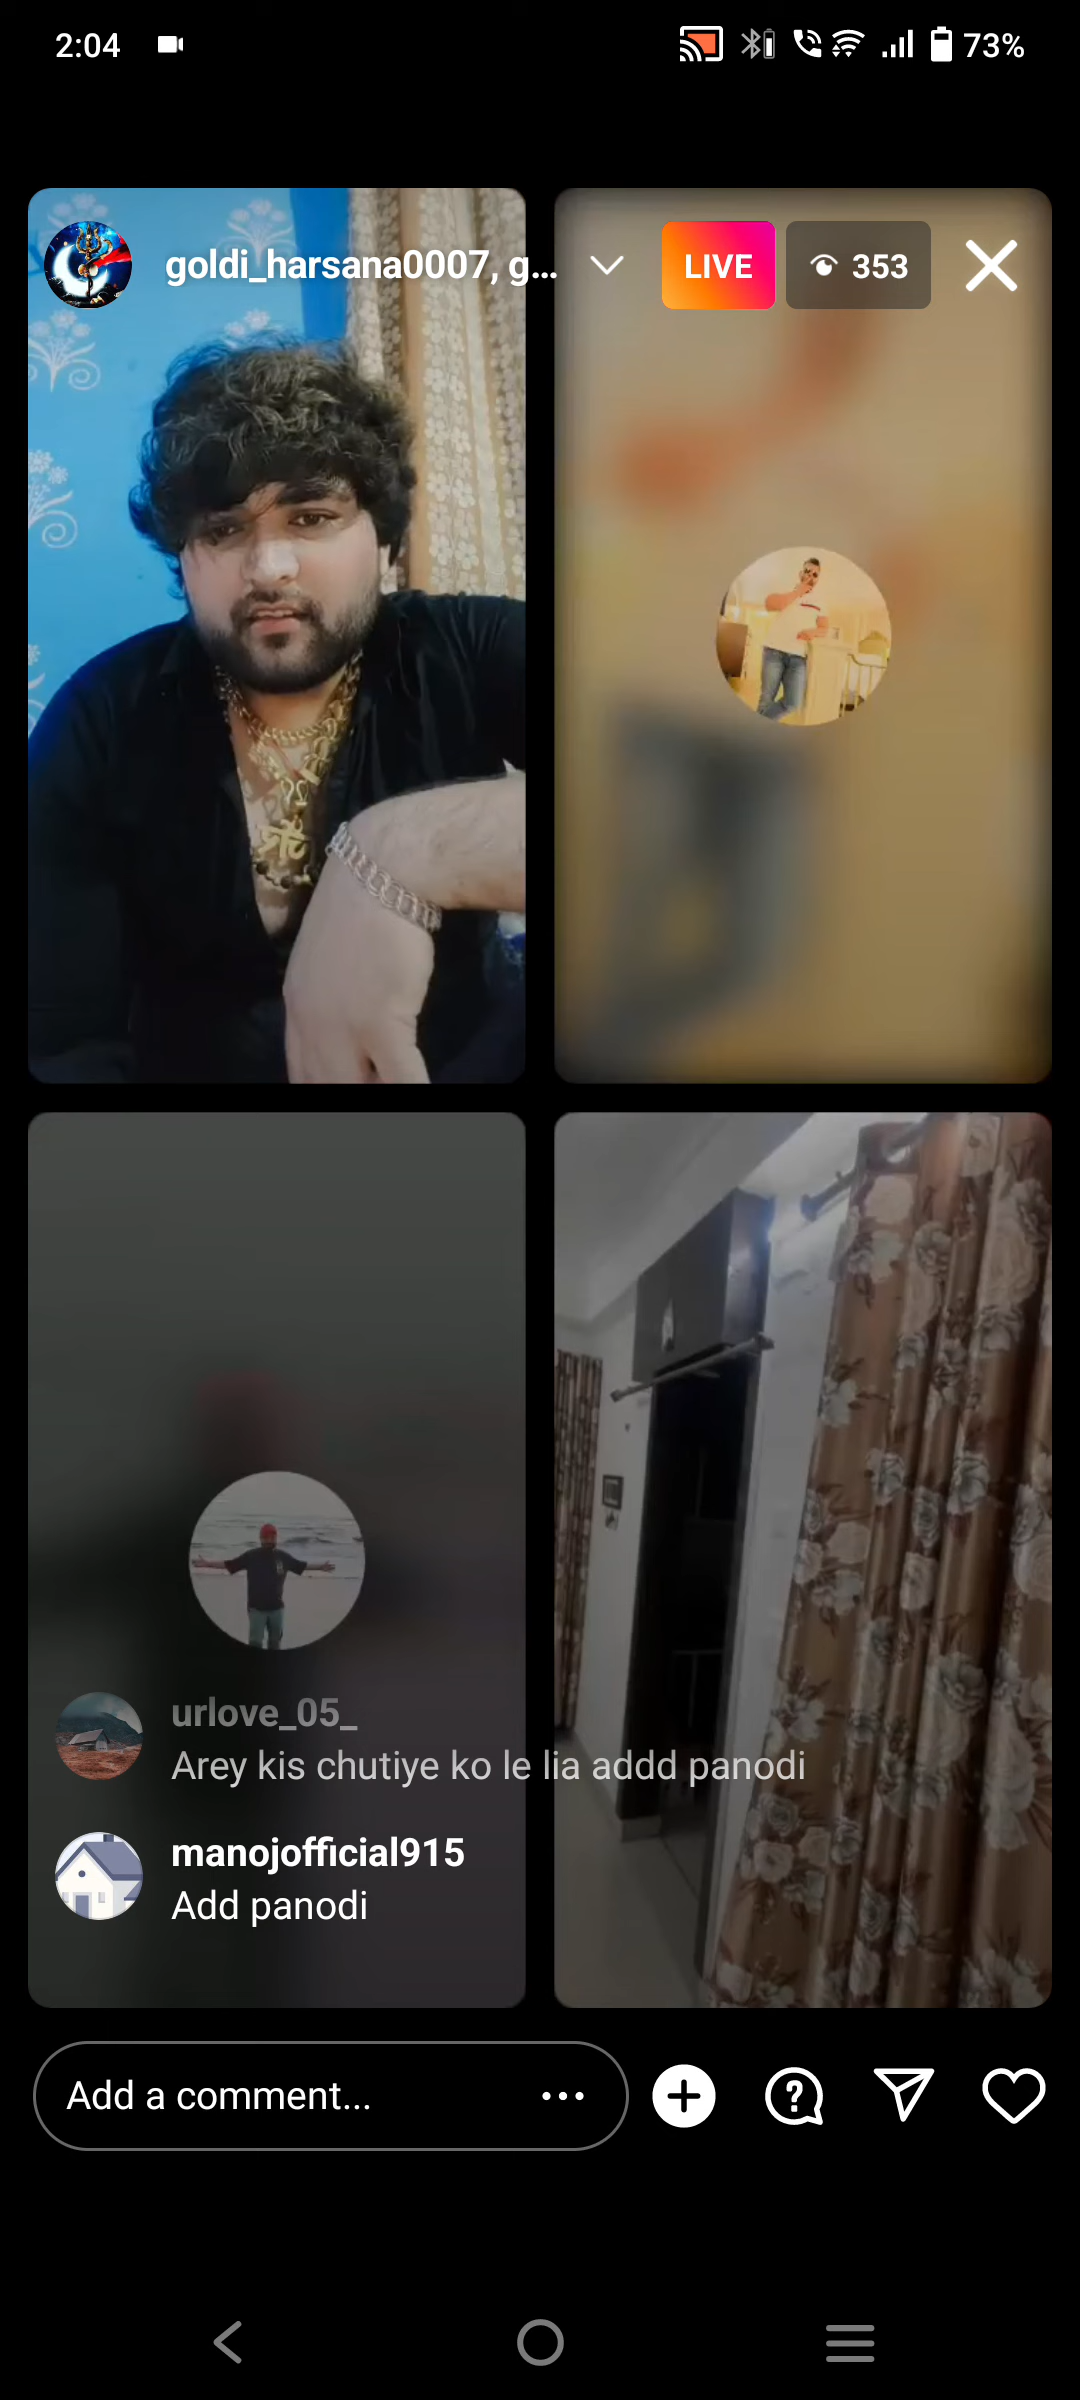 2:04
73%
goldi_harsana0007, g...
LIVE
353
urlove_05_
Arey kis chutiye ko le lia addd panodi
manojofficial915
Add panodi
Add a comment...